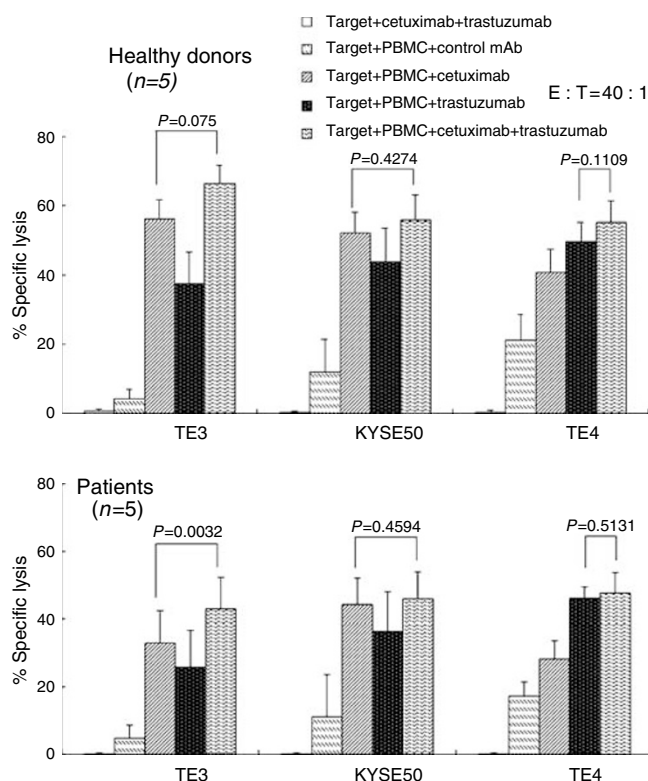 Target+cetuximab+trastuzumab
Target+PBMC+control mAb
Target+PBMC+cetuximab
Target+PBMC+trastuzumab
Target+PBMC+cetuximab+trastuzumab
E : T=40 : 1
Healthy donors
(n=5)
80
60
40
20
0
% Specific lysis
P=0.075
P=0.4274
P=0.1109
TE3
KYSE50
TE4
Patients
(n=5)
80
60
40
20
0
% Specific lysis
P=0.0032
P=0.4594
P=0.5131
TE3
KYSE50
TE4